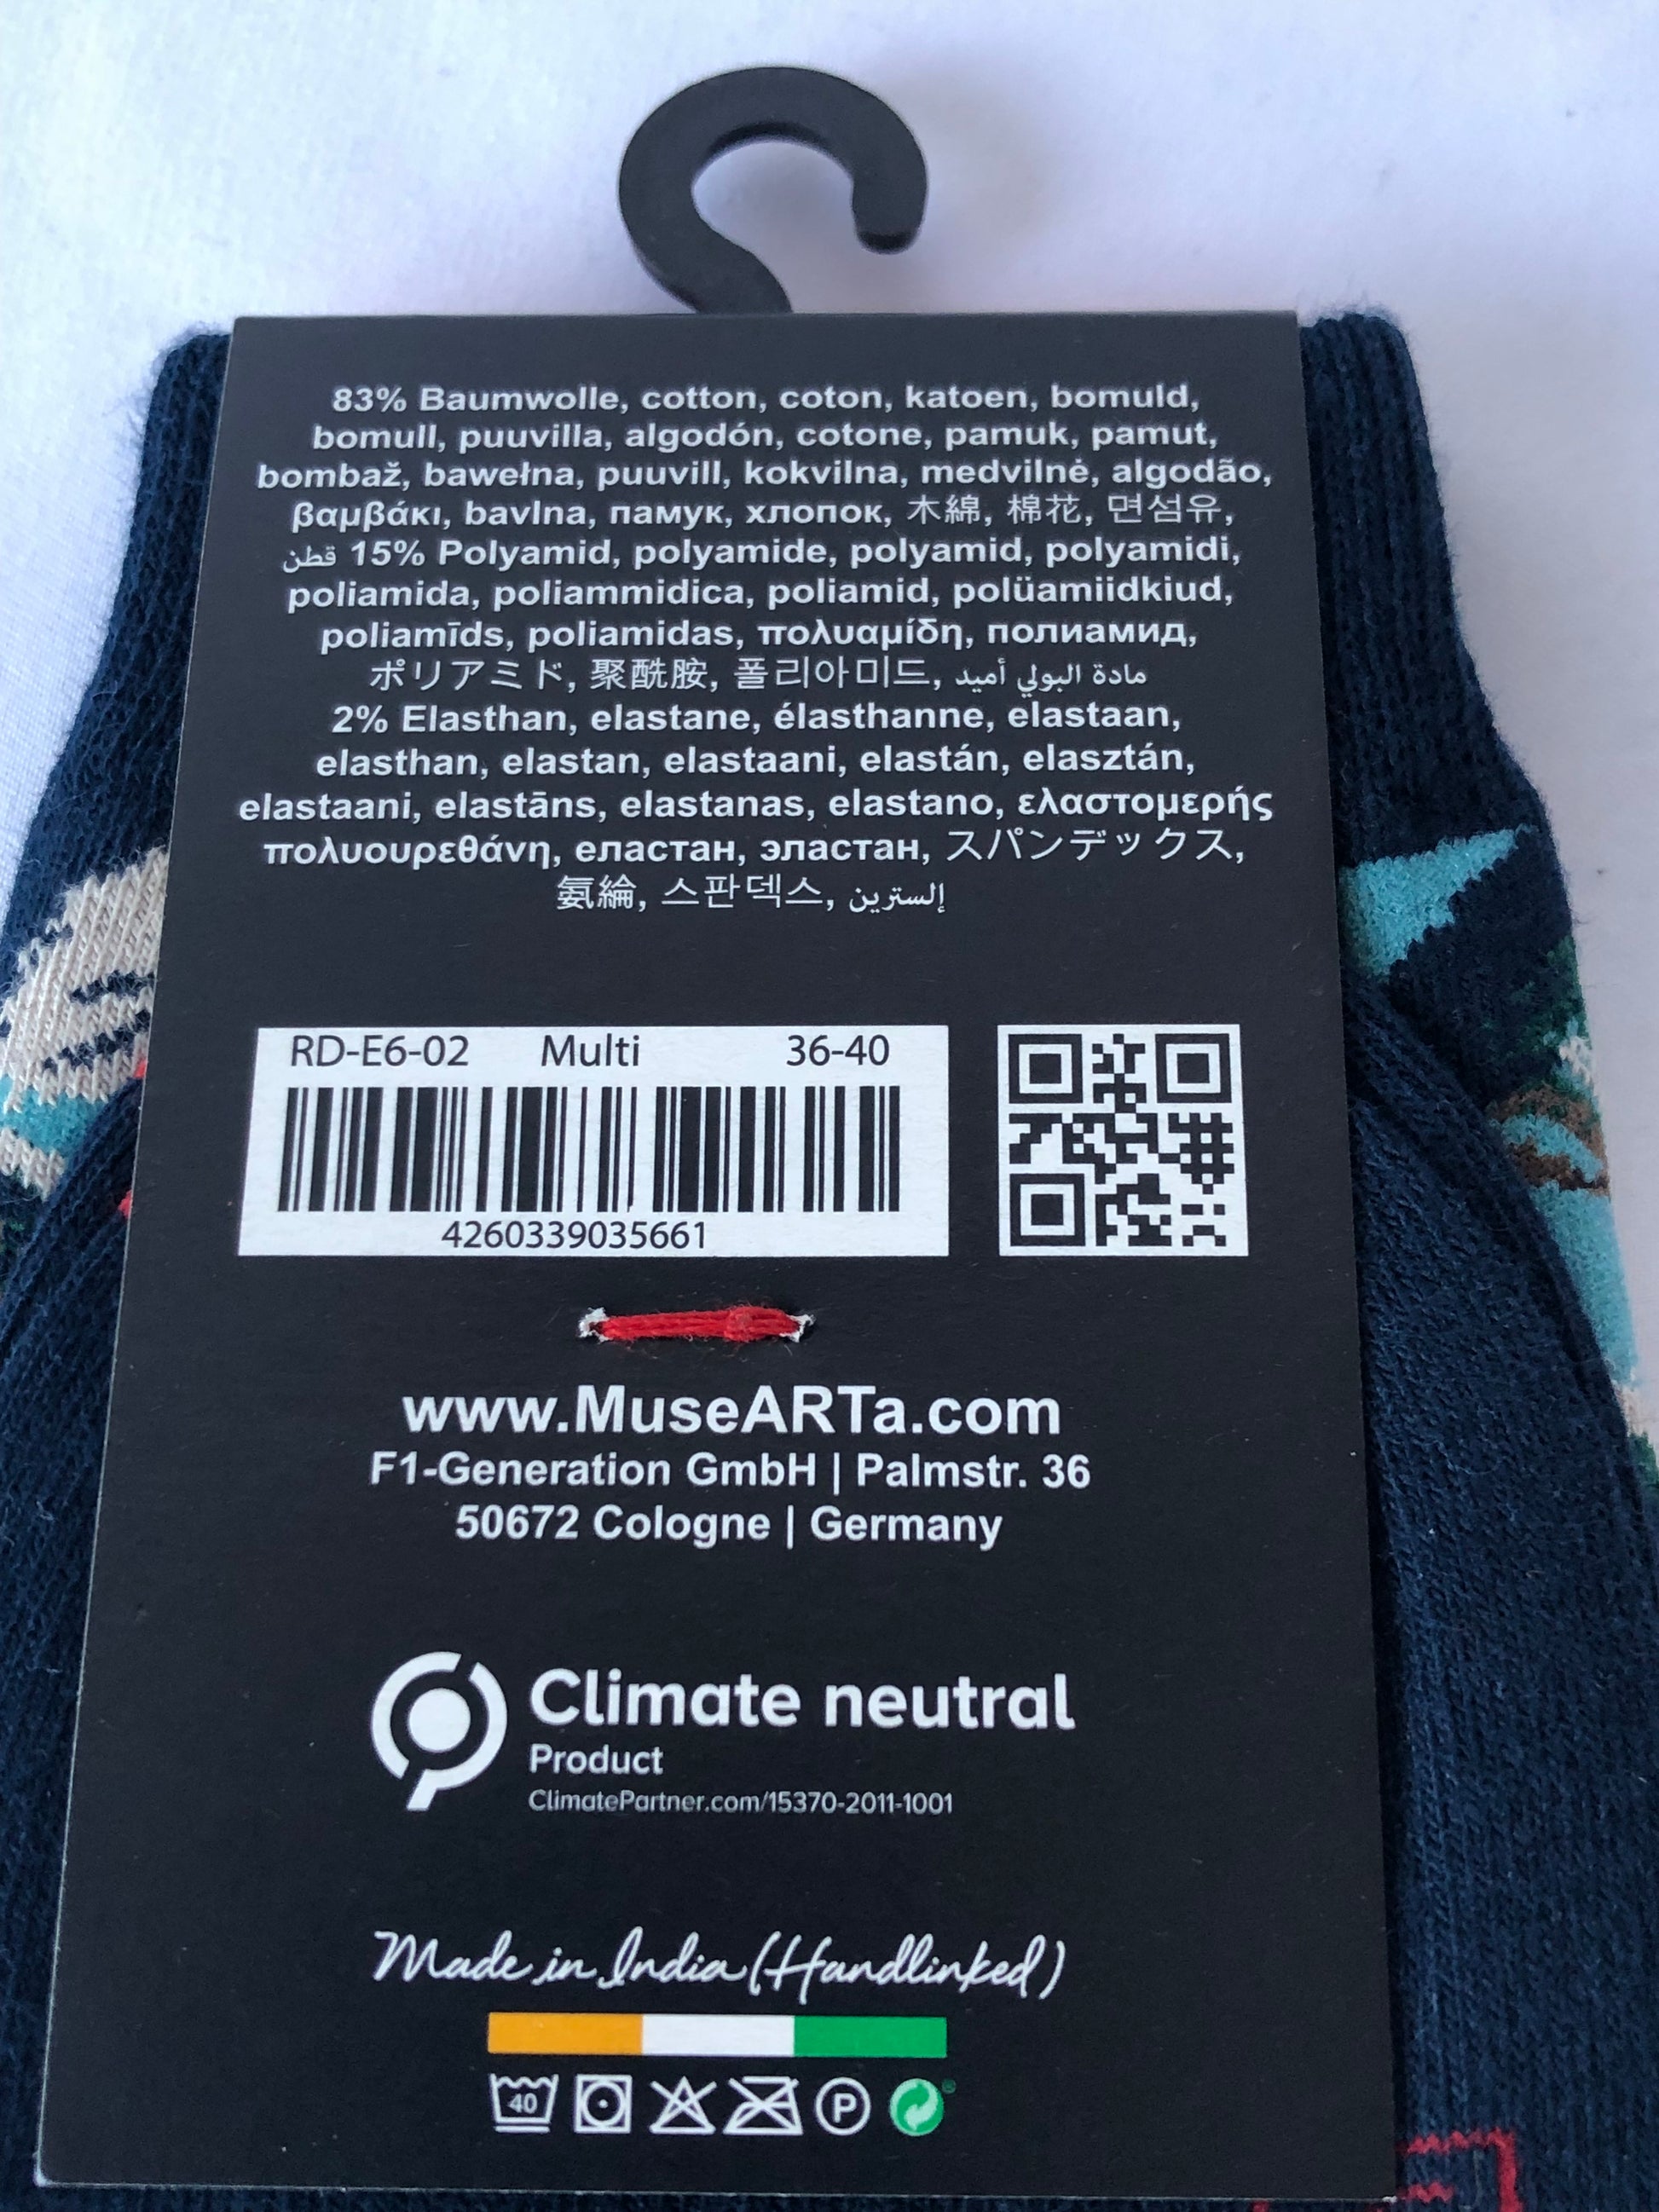 83% Baumwolle, cotton, coton, katoen, bomuld,
bomull, puuvilla, algodón, cotone, pamuk, pamut,
bombaž, bawełna, puuvill, kokvilna, medvilnė, algodão,
βαμβάκι, bavlna, памук, хлопок, 木綿, 棉花, 면섬유,
قطن 15% Polyamid, polyamide, polyamid, polyamidi,
poliamida, poliammidica, poliamid, polüamiidkiud,
poliamīds, poliamidas, πολυαμίδη, полиамид,
ポリアミド, 聚酰胺, 폴리아미드, مادة البولي أميد
2% Elasthan, elastane, élasthanne, elastaan,
elasthan, elastan, elastaani, elastán, elasztán,
elastaani, elastāns, elastanas, elastano, ελαστομερής
πολυουρεθάνη, еластан, эластан, スパンデックス,
氨綸, 스판덱스, إلسترين
RD-E6-02 Multi 36-40
4260339035661
www.MuseARTa.com
F1-Generation GmbH | Palmstr. 36
50672 Cologne | Germany
Climate neutral
Product
ClimatePartner.com/15370-2011-1001
Made in India (Handlinked)
40 P ®